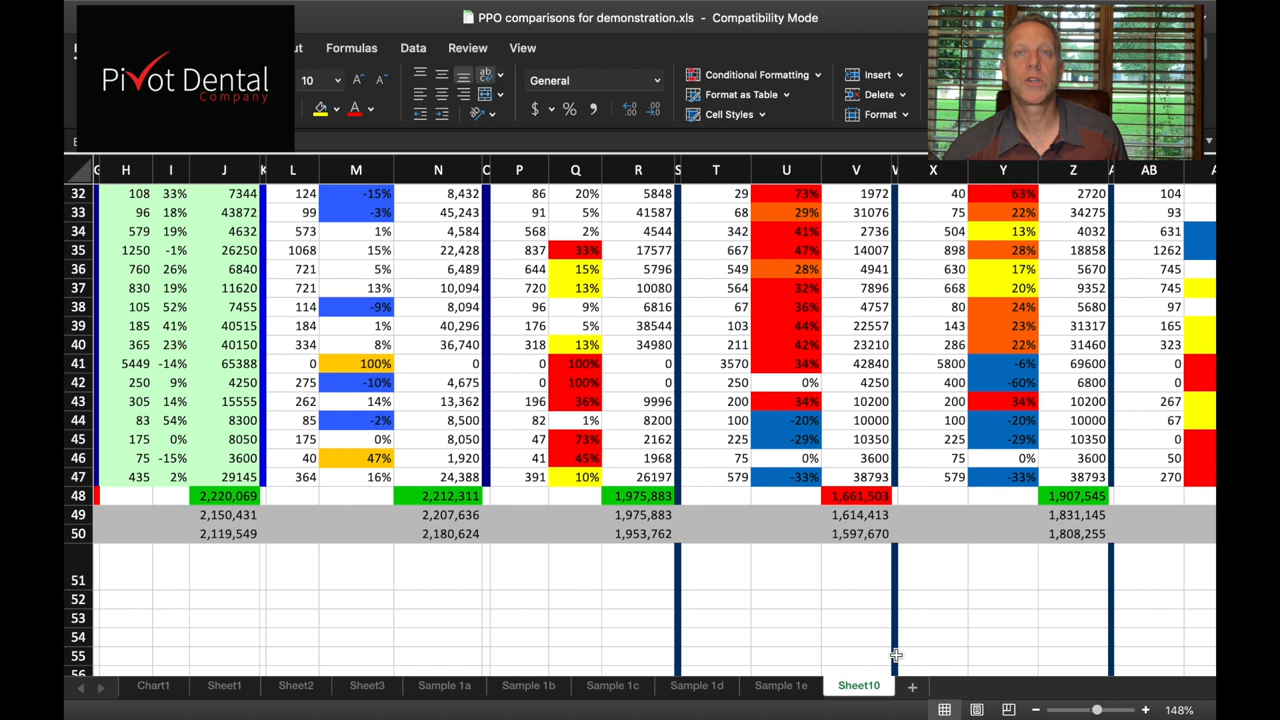 PPO comparisons for demonstration.xls - Compatibility Mode
Pivot Dental
Company
Formulas Data Review View
10 General Conditional Formatting Insert
Format as Table Delete
$ % Cell Styles Format
H I J K L M N O P Q R S T U V W X Y Z AB
32 108 33% 7344 124 -15% 8,432 86 20% 5848 29 73% 1972 40 63% 2720 104
33 96 18% 43872 99 -3% 45,243 91 5% 41587 68 29% 31076 75 22% 34275 93
34 579 19% 4632 573 1% 4,584 568 2% 4544 342 41% 2736 504 13% 4032 631
35 1250 -1% 26250 1068 15% 22,428 837 33% 17577 667 47% 14007 898 28% 18858 1262
36 760 26% 6840 721 5% 6,489 644 15% 5796 549 28% 4941 630 17% 5670 745
37 830 19% 11620 721 13% 10,094 720 13% 10080 564 32% 7896 668 20% 9352 745
38 105 52% 7455 114 -9% 8,094 96 9% 6816 67 36% 4757 80 24% 5680 97
39 185 41% 40515 184 1% 40,296 176 5% 38544 103 44% 22557 143 23% 31317 165
40 365 23% 40150 334 8% 36,740 318 13% 34980 211 42% 23210 286 22% 31460 323
41 5449 -14% 65388 0 100% 0 0 100% 0 3570 34% 42840 5800 -6% 69600 0
42 250 9% 4250 275 -10% 4,675 0 100% 0 250 0% 4250 400 -60% 6800 0
43 305 14% 15555 262 14% 13,362 196 36% 9996 200 34% 10200 200 34% 10200 267
44 83 54% 8300 85 -2% 8,500 82 1% 8200 100 -20% 10000 100 -20% 10000 67
45 175 0% 8050 175 0% 8,050 47 73% 2162 225 -29% 10350 225 -29% 10350 0
46 75 -15% 3600 40 47% 1,920 41 45% 1968 75 0% 3600 75 0% 3600 50
47 435 2% 29145 364 16% 24,388 391 10% 26197 579 -33% 38793 579 -33% 38793 270
48 2,220,069 2,212,311 1,975,883 1,661,503 1,907,545
49 2,150,431 2,207,636 1,975,883 1,614,413 1,831,145
50 2,119,549 2,180,624 1,953,762 1,597,670 1,808,255
51
52
53
54
55
56
Chart1 Sheet1 Sheet2 Sheet3 Sample 1a Sample 1b Sample 1c Sample 1d Sample 1e Sheet10 +
148%